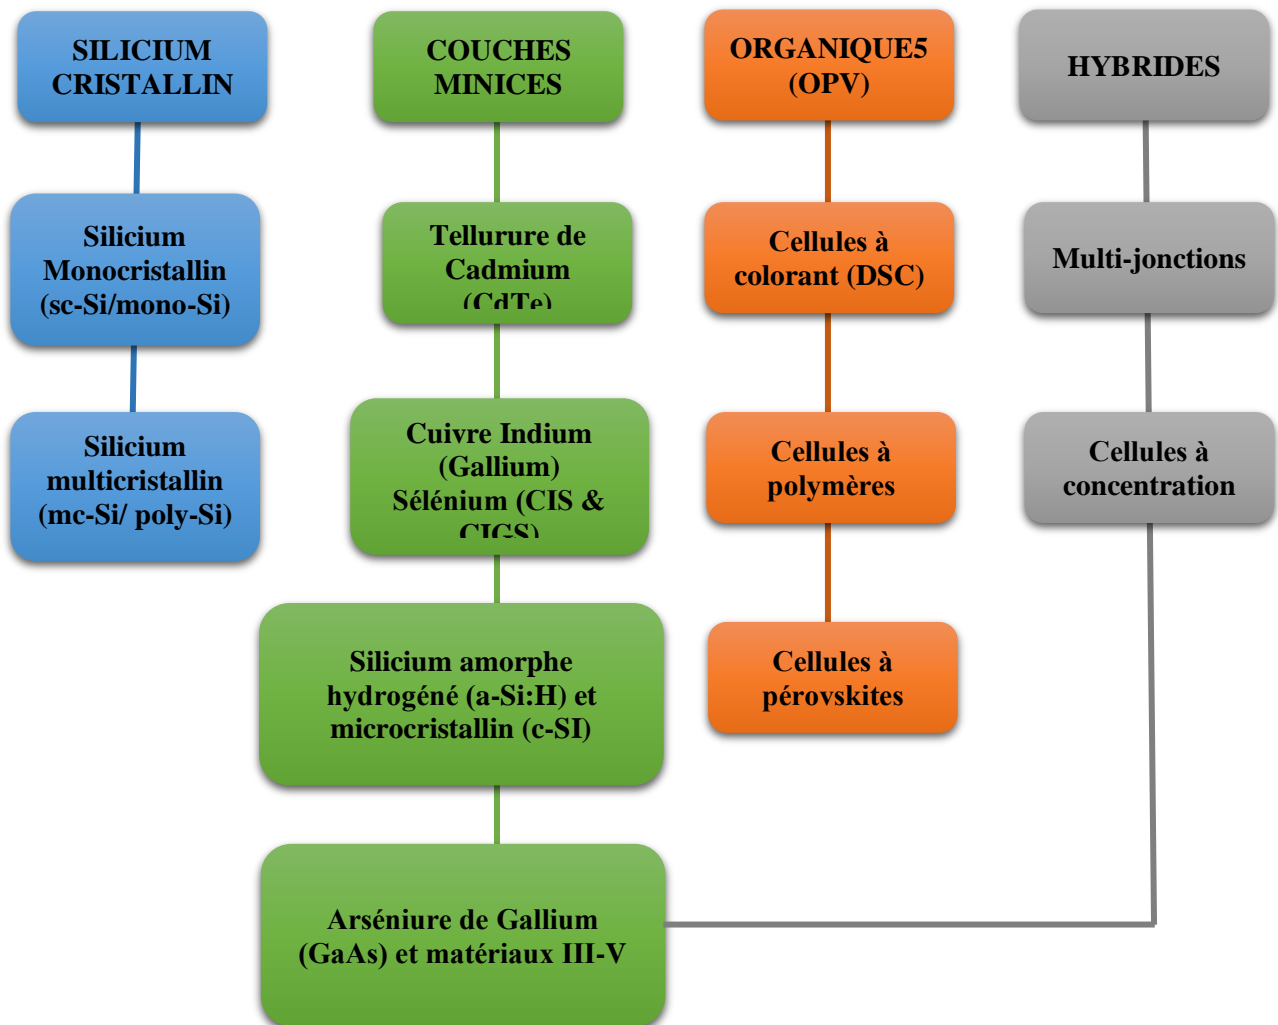 SILICIUM
CRISTALLIN
Silicium
Monocristallin
(sc-Si/mono-Si)
Silicium
multicristallin
(mc-Si/ poly-Si)
COUCHES
MINICES
Tellurure de
Cadmium
(CdTe)
Cuivre Indium
(Gallium)
Sélénium (CIS &
CIGS)
Silicium amorphe
hydrogéné (a-Si:H) et
microcristallin (c-SI)
Arséniure de Gallium
(GaAs) et matériaux III-V
ORGANIQUE5
(OPV)
Cellules à
colorant (DSC)
Cellules à
polymères
Cellules à
pérovskites
HYBRIDES
Multi-jonctions
Cellules à
concentration